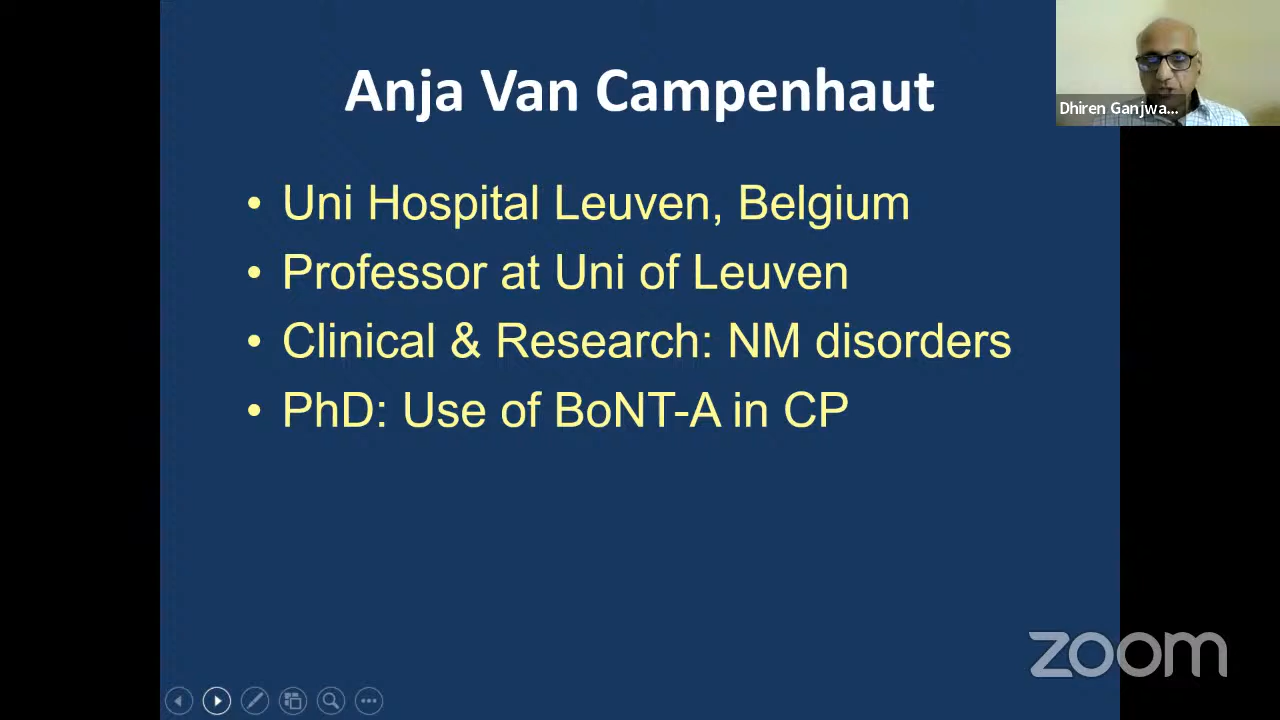 Anja Van Campenhaut
Dhiren Ganjwa...
• Uni Hospital Leuven, Belgium
• Professor at Uni of Leuven
• Clinical & Research: NM disorders
• PhD: Use of BoNT-A in CP
zoom